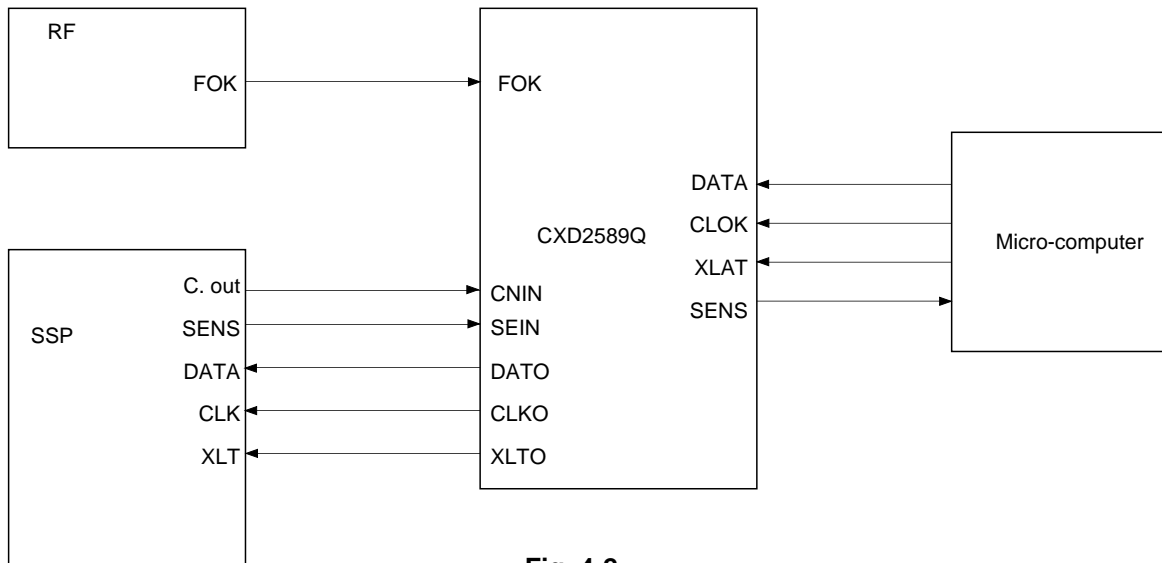 RF
FOK
FOK
DATA
CLOK
XLAT
SENS
CXD2589Q
Micro-computer
SSP
C. out
SENS
DATA
CLK
XLT
CNIN
SEIN
DATO
CLKO
XLTO